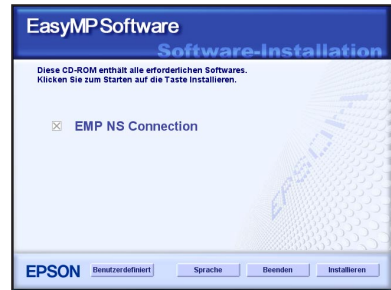 EasyMP Software
Software-Installation
Diese CD-ROM enthält alle erforderlichen Softwares.
Klicken Sie zum Starten auf die Taste Installieren.
EMP NS Connection
EPSON
EPSON Benutzerdefiniert Sprache Beenden Installieren